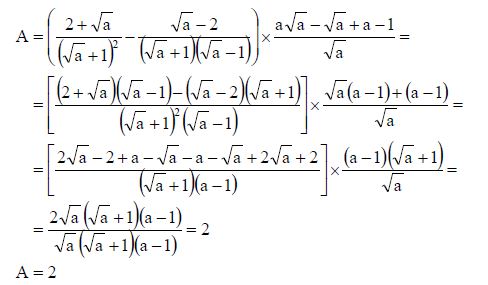 A = ( (2+√a)/(√a+1)² − (√a−2)/((√a+1)(√a−1)) ) × (a√a−√a+a−1)/√a =
= [ ((2+√a)(√a−1)−(√a−2)(√a+1))/((√a+1)²(√a−1)) ] × (√a(a−1)+(a−1))/√a =
= [ (2√a−2+a−√a−a−√a+2√a+2)/((√a+1)(a−1)) ] × ((a−1)(√a+1))/√a =
= (2√a(√a+1)(a−1))/(√a(√a+1)(a−1)) = 2
A = 2